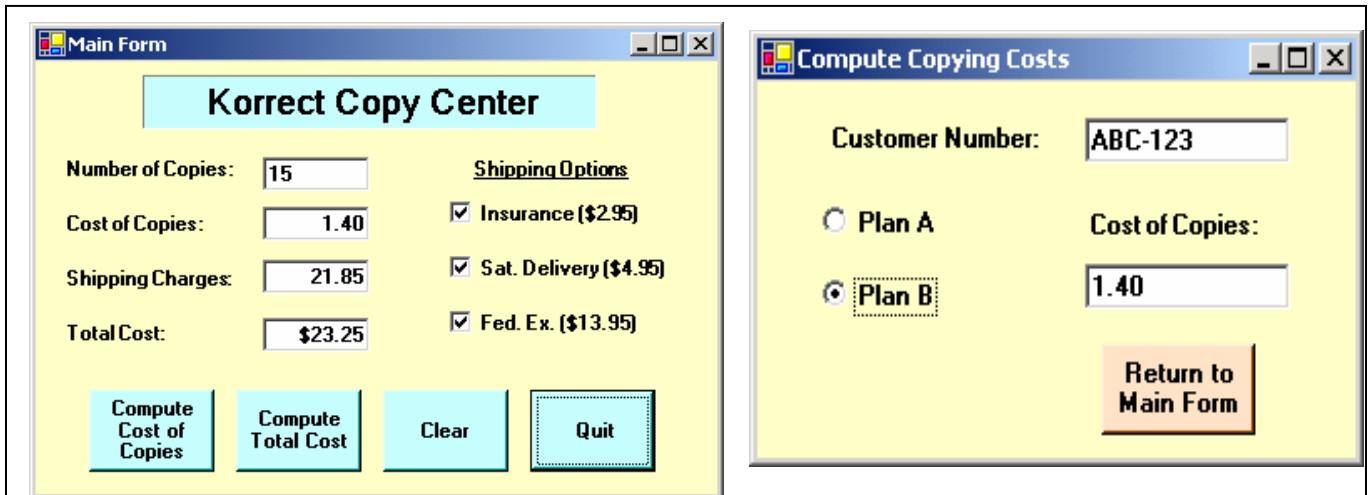 Main Form
Korrect Copy Center
Number of Copies: 15
Shipping Options
Cost of Copies: 1.40
Insurance ($2.95)
Shipping Charges: 21.85
Sat. Delivery ($4.95)
Total Cost: $23.25
Fed. Ex. ($13.95)
Compute
Cost of
Copies
Compute
Total Cost
Clear
Quit
Compute Copying Costs
Customer Number: ABC-123
Plan A
Cost of Copies:
Plan B
1.40
Return to
Main Form